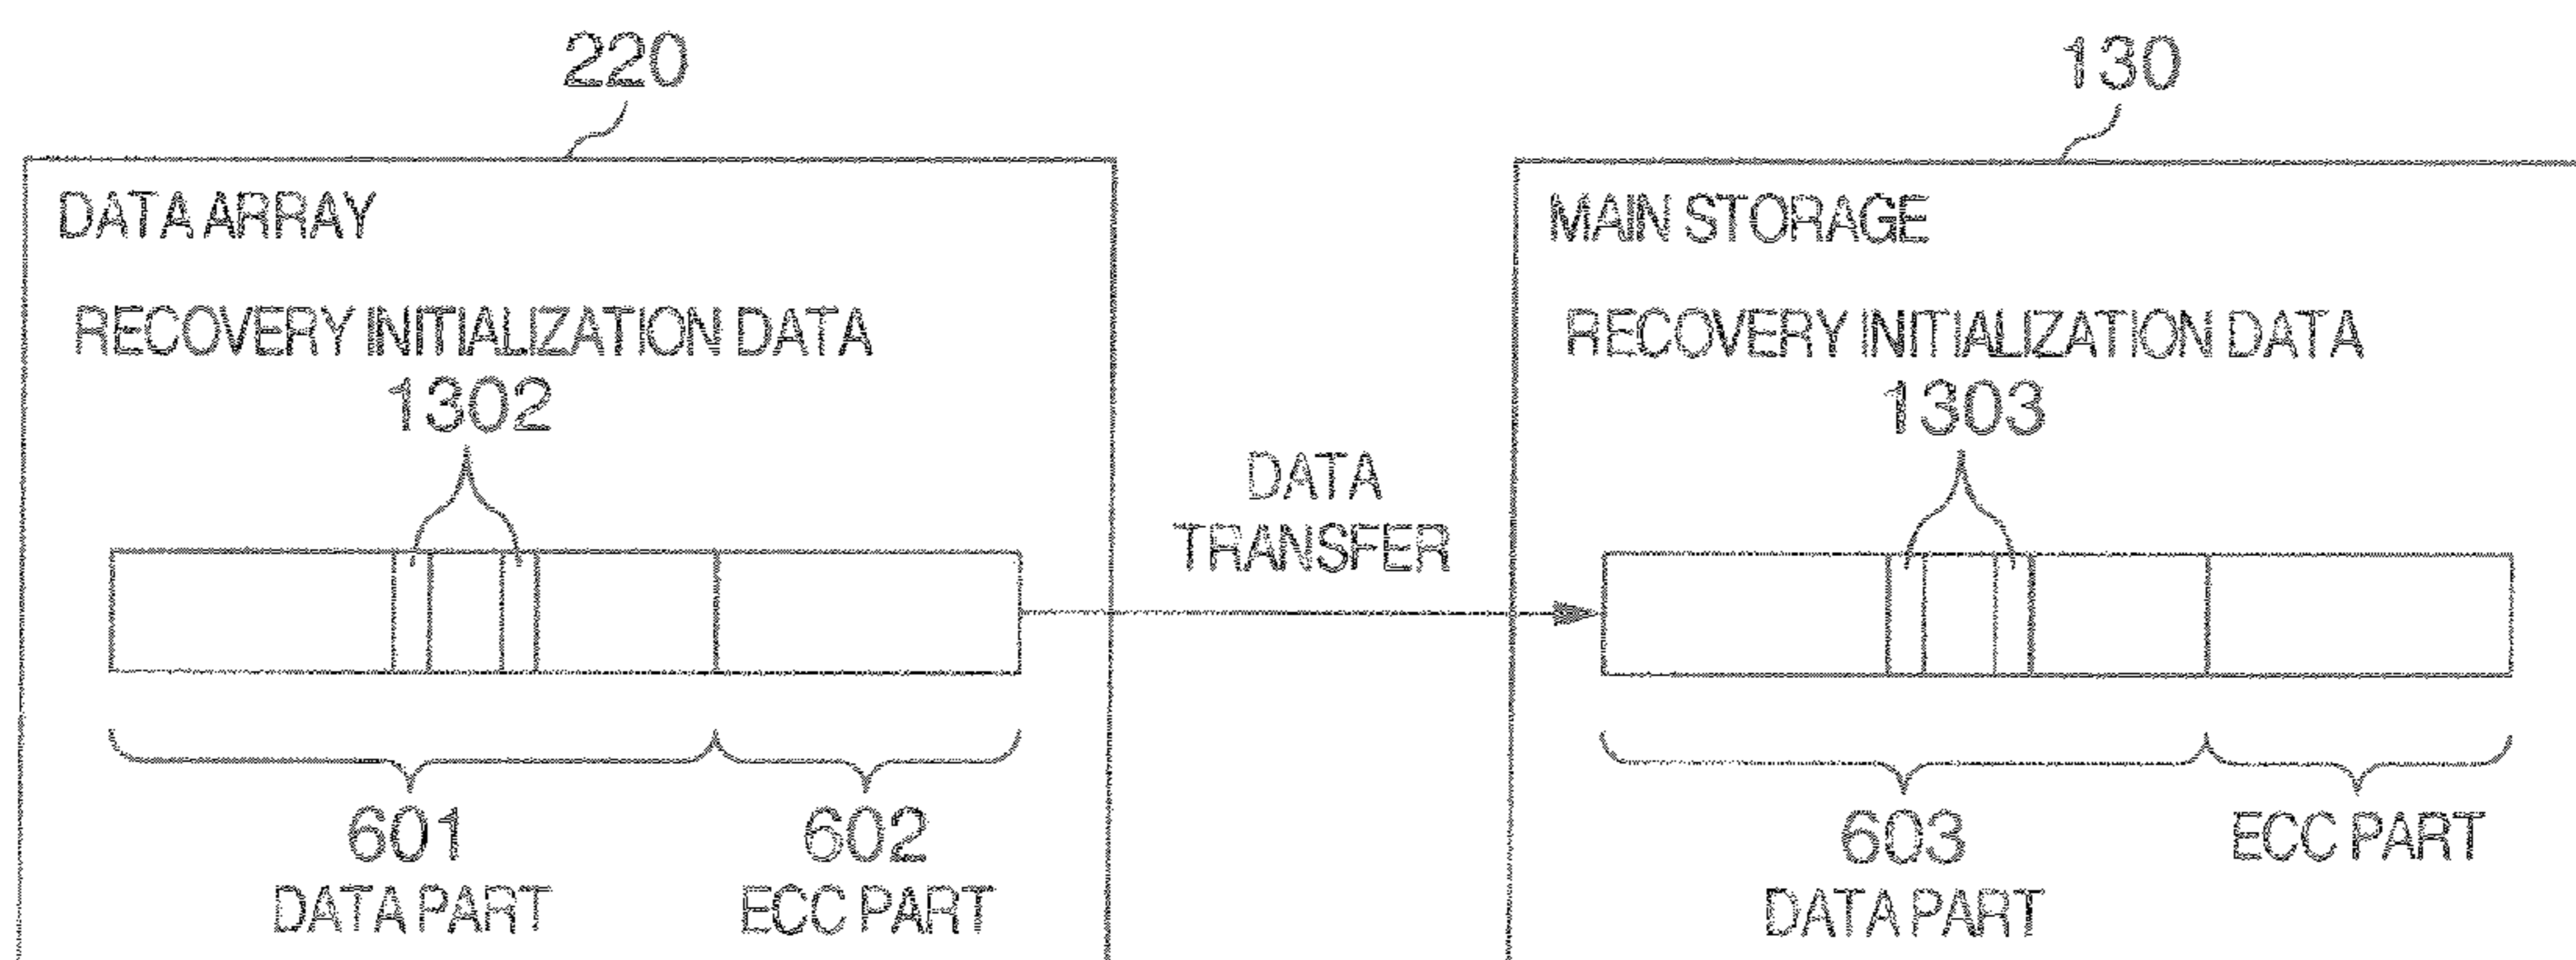 220
130
DATA ARRAY
MAIN STORAGE
RECOVERY INITIALIZATION DATA
1302
RECOVERY INITIALIZATION DATA
1303
DATA
TRANSFER
601
DATA PART
602
ECC PART
603
DATA PART
ECC PART